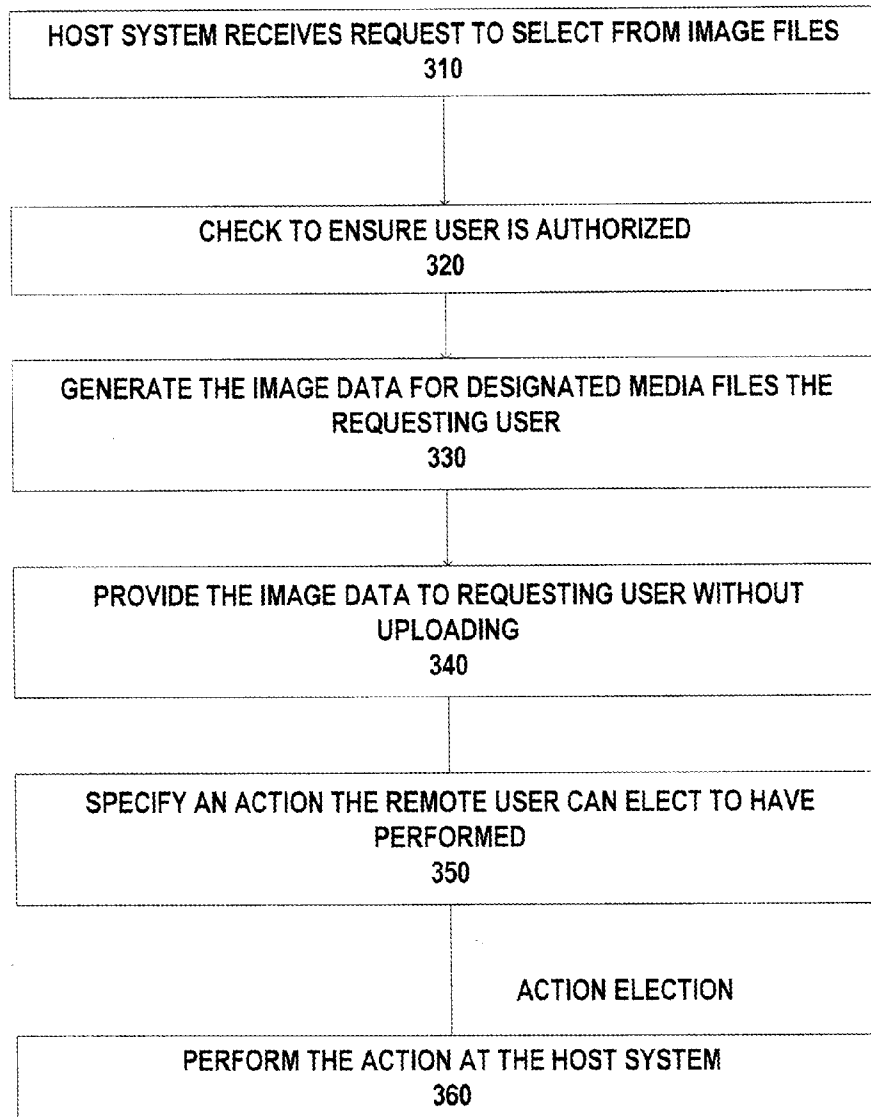 HOST SYSTEM RECEIVES REQUEST TO SELECT FROM IMAGE FILES
310
CHECK TO ENSURE USER IS AUTHORIZED
320
GENERATE THE IMAGE DATA FOR DESIGNATED MEDIA FILES THE
REQUESTING USER
330
PROVIDE THE IMAGE DATA TO REQUESTING USER WITHOUT
UPLOADING
340
SPECIFY AN ACTION THE REMOTE USER CAN ELECT TO HAVE
PERFORMED
350
ACTION ELECTION
PERFORM THE ACTION AT THE HOST SYSTEM
360